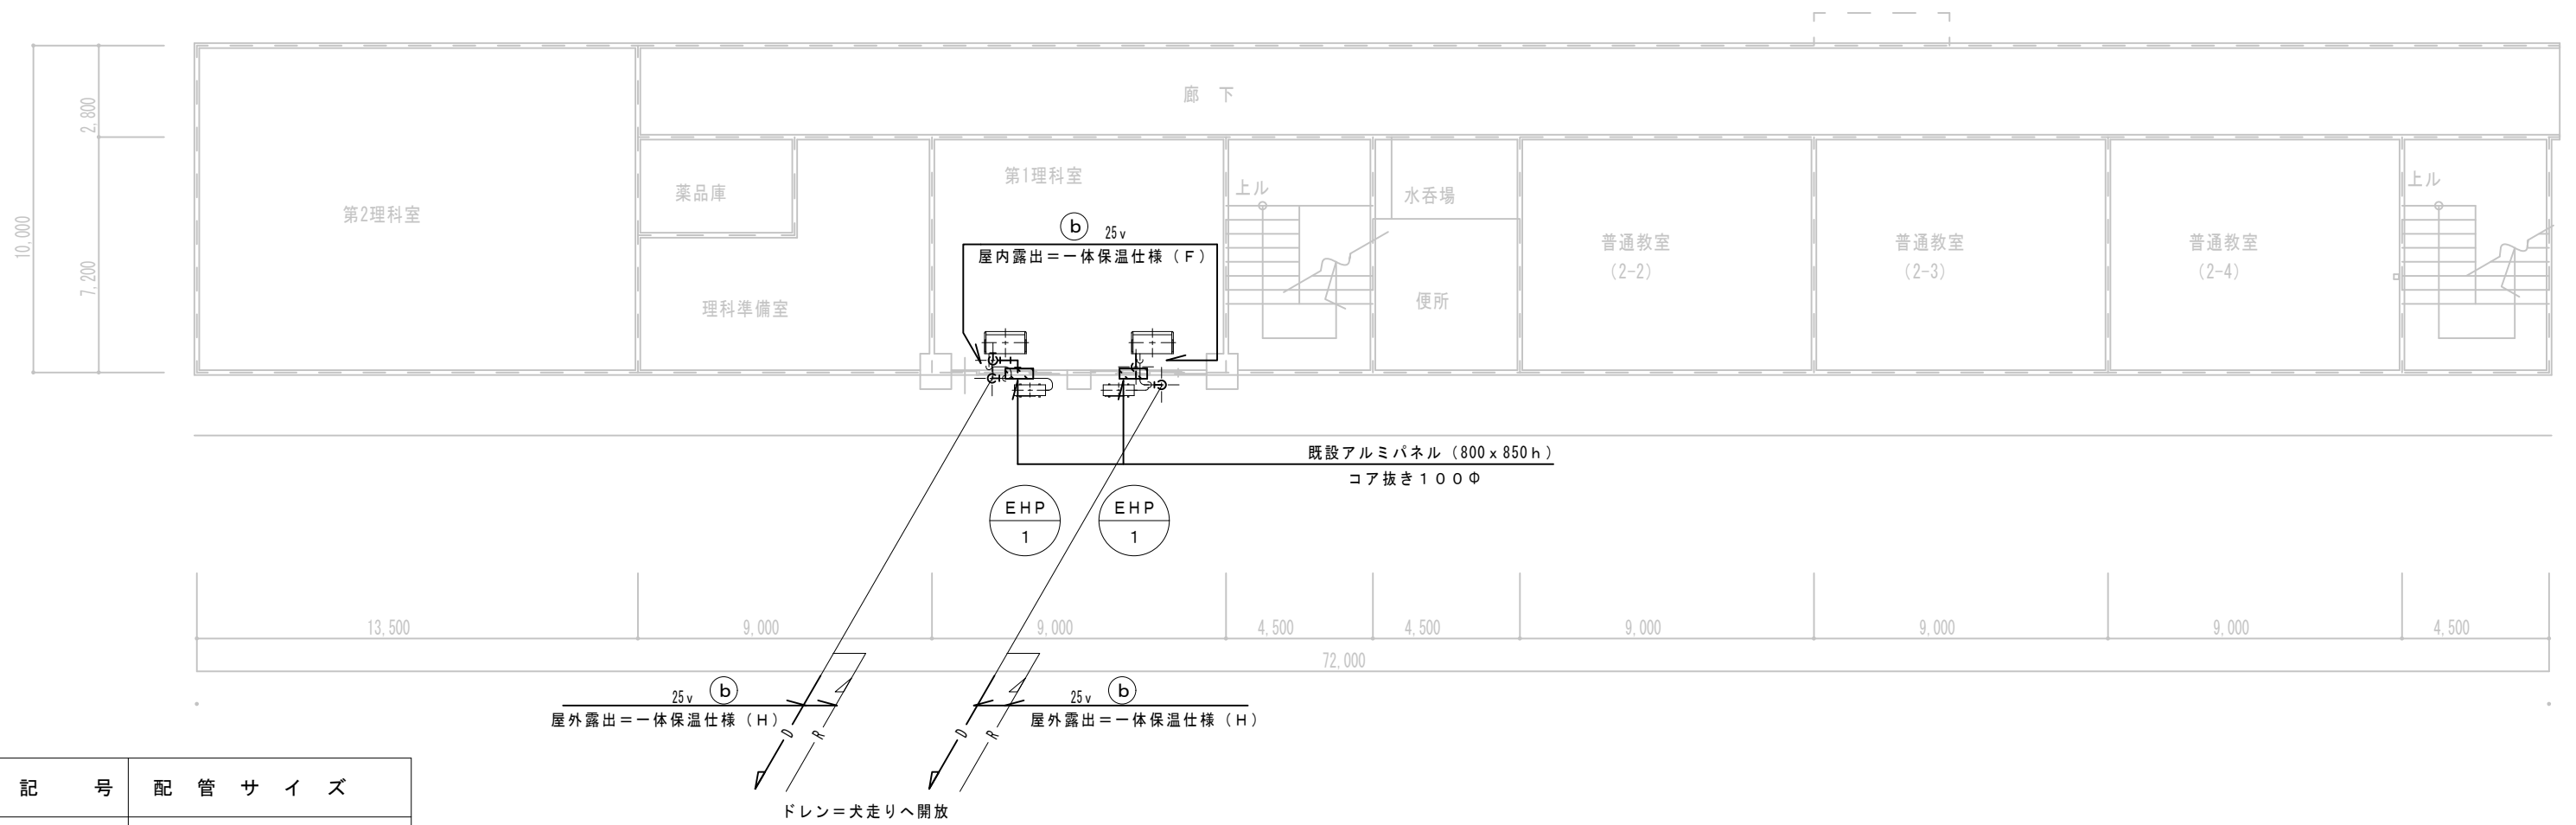 廊 下
2,800
7,200
10,000
第2理科室
薬品庫
理科準備室
第1理科室
上ル
水呑場
便所
普通教室
(2-2)
普通教室
(2-3)
普通教室
(2-4)
上ル
b 25v
屋内露出=一体保温仕様(F)
既設アルミパネル(800x850h)
コア抜き100Φ
EHP
1
EHP
1
13,500
9,000
9,000
4,500
4,500
9,000
9,000
9,000
4,500
72,000
25v b
屋外露出=一体保温仕様(H)
25v b
屋外露出=一体保温仕様(H)
D
R
D
R
ドレン=犬走りへ開放
記 号
配 管 サ イ ズ